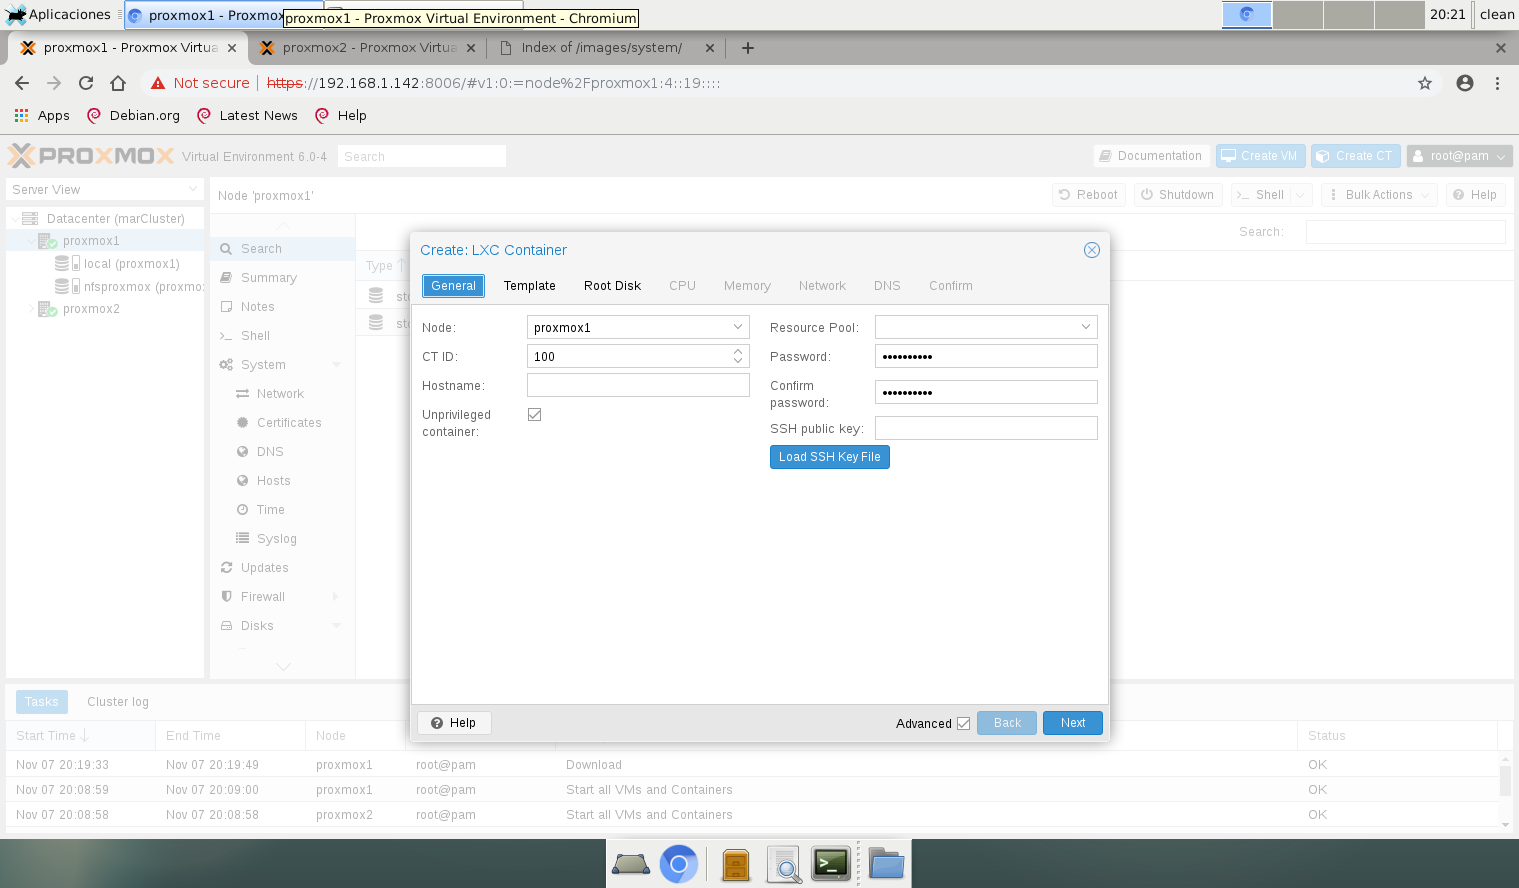 Aplicaciones
proxmox1 - Proxmox
proxmox1 - Proxmox Virtual Environment - Chromium
20:21
clean
proxmox1 - Proxmox Virtua
proxmox2 - Proxmox Virtua
Index of /images/system/
Not secure
https://192.168.1.142:8006/#v1:0:=node%2Fproxmox1:4::19::::
Apps
Debian.org
Latest News
Help
PROXMOX Virtual Environment 6.0-4
Search
Documentation
Create VM
Create CT
root@pam
Server View
Node 'proxmox1'
Reboot
Shutdown
Shell
Bulk Actions
Help
Datacenter (marCluster)
proxmox1
local (proxmox1)
nfsproxmox (proxmo
proxmox2
Search
Summary
Notes
Shell
System
Network
Certificates
DNS
Hosts
Time
Syslog
Updates
Firewall
Disks
Search:
Type
sto
sto
Create: LXC Container
General
Template
Root Disk
CPU
Memory
Network
DNS
Confirm
Node:
proxmox1
CT ID:
100
Hostname:
Unprivileged
container:
Resource Pool:
Password:
••••••••••
Confirm
password:
••••••••••
SSH public key:
Load SSH Key File
Help
Advanced
Back
Next
Tasks
Cluster log
Start Time
End Time
Node
Status
Nov 07 20:19:33 Nov 07 20:19:49 proxmox1 root@pam Download OK
Nov 07 20:08:59 Nov 07 20:09:00 proxmox1 root@pam Start all VMs and Containers OK
Nov 07 20:08:58 Nov 07 20:08:58 proxmox2 root@pam Start all VMs and Containers OK